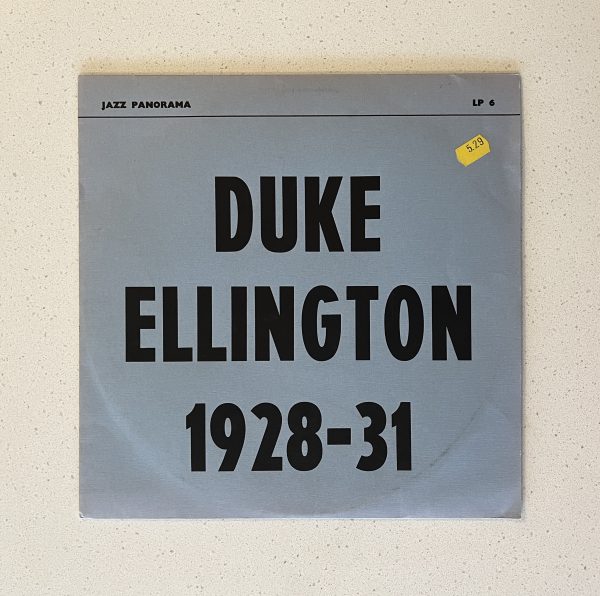 JAZZ PANORAMA LP 6
5.29
DUKE
ELLINGTON
1928-31